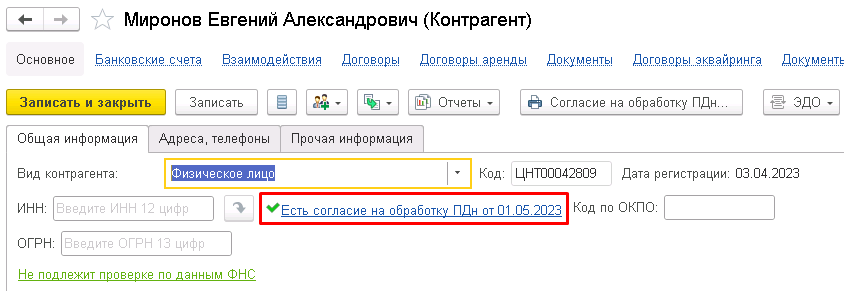 Миронов Евгений Александрович (Контрагент)
Основное Банковские счета Взаимодействия Договоры Договоры аренды Документы Договоры эквайринга Документы
Записать и закрыть Записать Отчеты Согласие на обработку ПДн... ЭДО
Общая информация Адреса, телефоны Прочая информация
Вид контрагента: Физическое лицо Код: ЦНТ00042809 Дата регистрации: 03.04.2023
ИНН: Введите ИНН 12 цифр Есть согласие на обработку ПДн от 01.05.2023 Код по ОКПО:
ОГРН: Введите ОГРН 13 цифр
Не подлежит проверке по данным ФНС